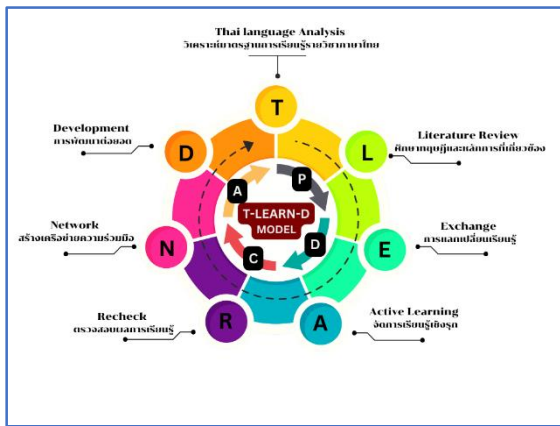 Thai language Analysis
วิเคราะห์มาตรฐานการเรียนรู้รายวิชาภาษาไทย
T
Literature Review
ศึกษาทฤษฎีและหลักการที่เกี่ยวข้อง
L
Exchange
การแลกเปลี่ยนเรียนรู้
E
Active Learning
จัดการเรียนรู้เชิงรุก
A
Recheck
ตรวจสอบผลการเรียนรู้
R
Network
สร้างเครือข่ายความร่วมมือ
N
Development
การพัฒนาต่อยอด
D
P
D
C
A
T-LEARN-D
MODEL